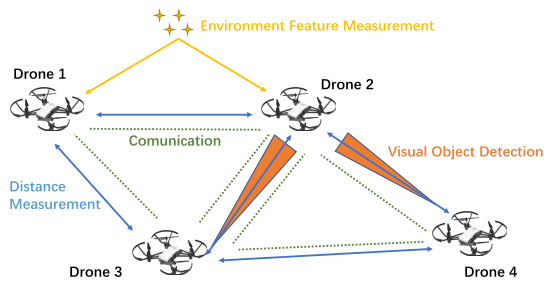 Environment Feature Measurement
Drone 1
Drone 2
Comunication
Visual Object Detection
Distance
Measurement
Drone 3
Drone 4